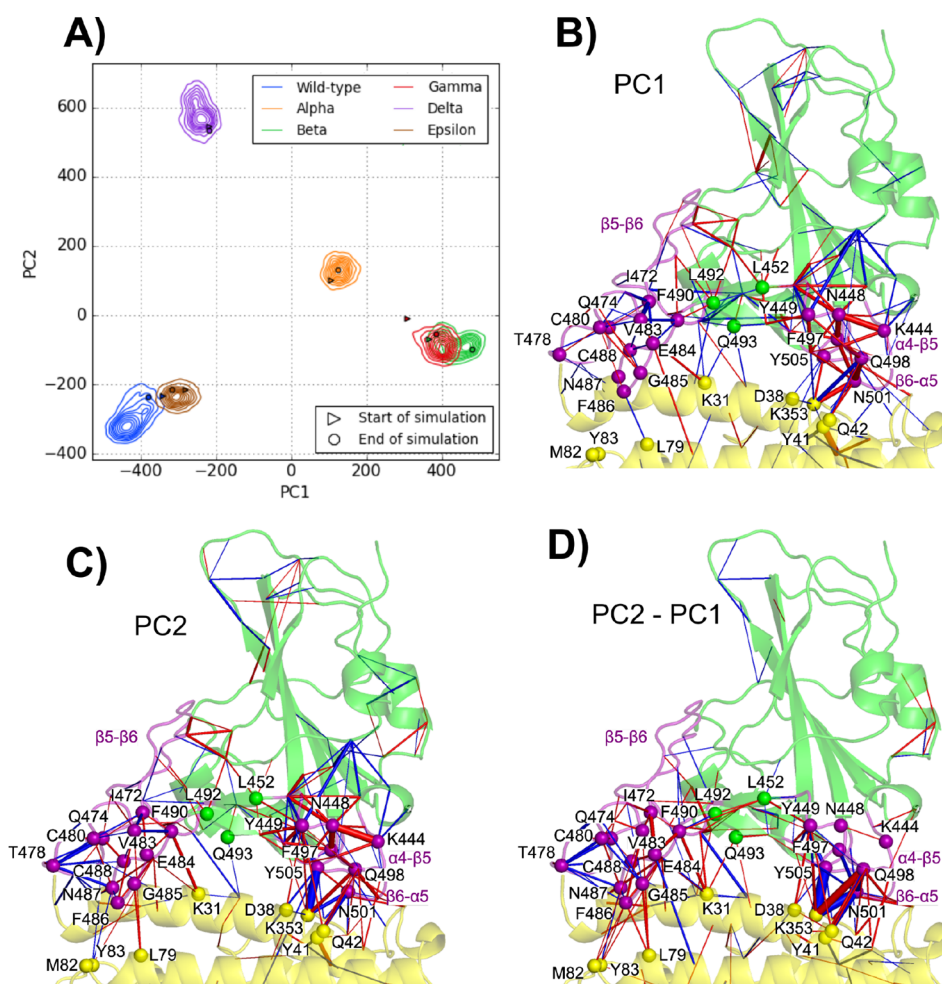 A)
Wild-type
Alpha
Beta
Gamma
Delta
Epsilon
PC2
600
400
200
0
−200
−400
Start of simulation
End of simulation
−400 −200 0 200 400
PC1
B)
PC1
β5-β6
I472
L492
L452
Q474
F490
N448
C480
Y449
K444
T478
V483
F497
α4-β5
E484
Q493
C488
Y505
Q498
N487
G485
D38
β6-α5
F486
K31
K353
N501
Y83
Y41
Q42
M82
L79
C)
PC2
β5-β6
I472
L492
L452
Q474
F490
N448
C480
Y449
K444
V483
T478
Q493
F497
α4-β5
C488
E484
Y505
Q498
N487
G485
β6-α5
F486
K31
D38
N501
K353
Y83
L79
Y41
Q42
M82
D)
PC2 - PC1
β5-β6
I472
L492
L452
Q474
F490
Y449
N448
C480
K444
V483
T478
Q493
F497
α4-β5
C488
E484
Y505
Q498
N487
G485
β6-α5
F486
K31
D38
N501
K353
Y83
L79
Y41
Q42
M82